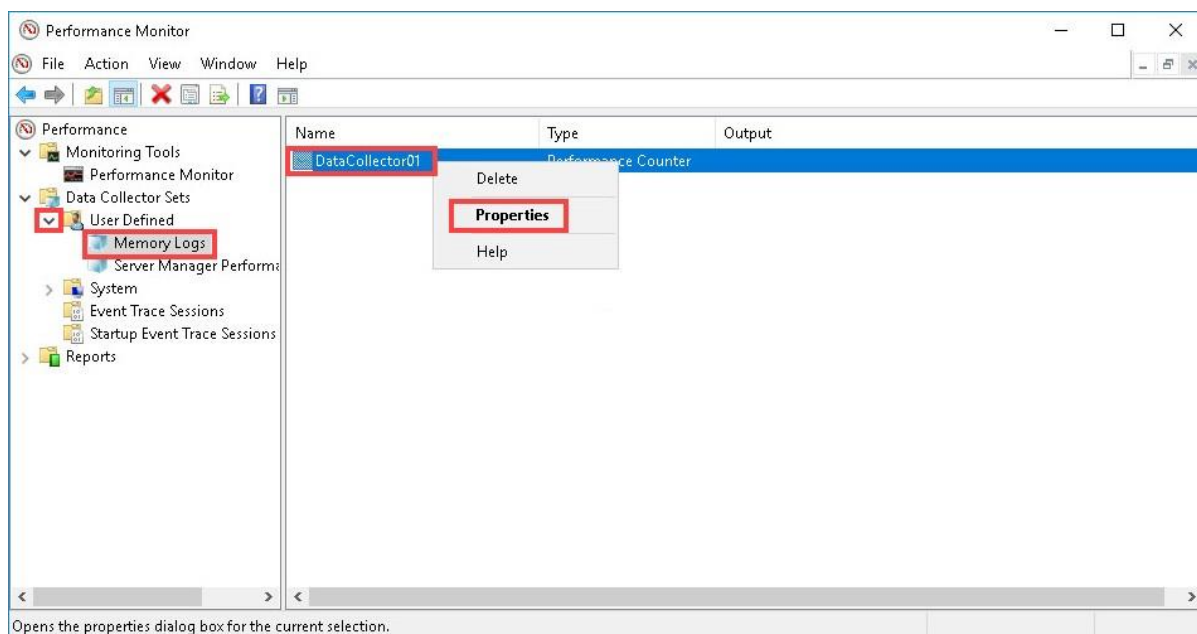 Performance Monitor
File Action View Window Help
Performance
Monitoring Tools
Performance Monitor
Data Collector Sets
User Defined
Memory Logs
Server Manager Performa
System
Event Trace Sessions
Startup Event Trace Sessions
Reports
Name Type Output
DataCollector01 Performance Counter
Delete
Properties
Help
Opens the properties dialog box for the current selection.